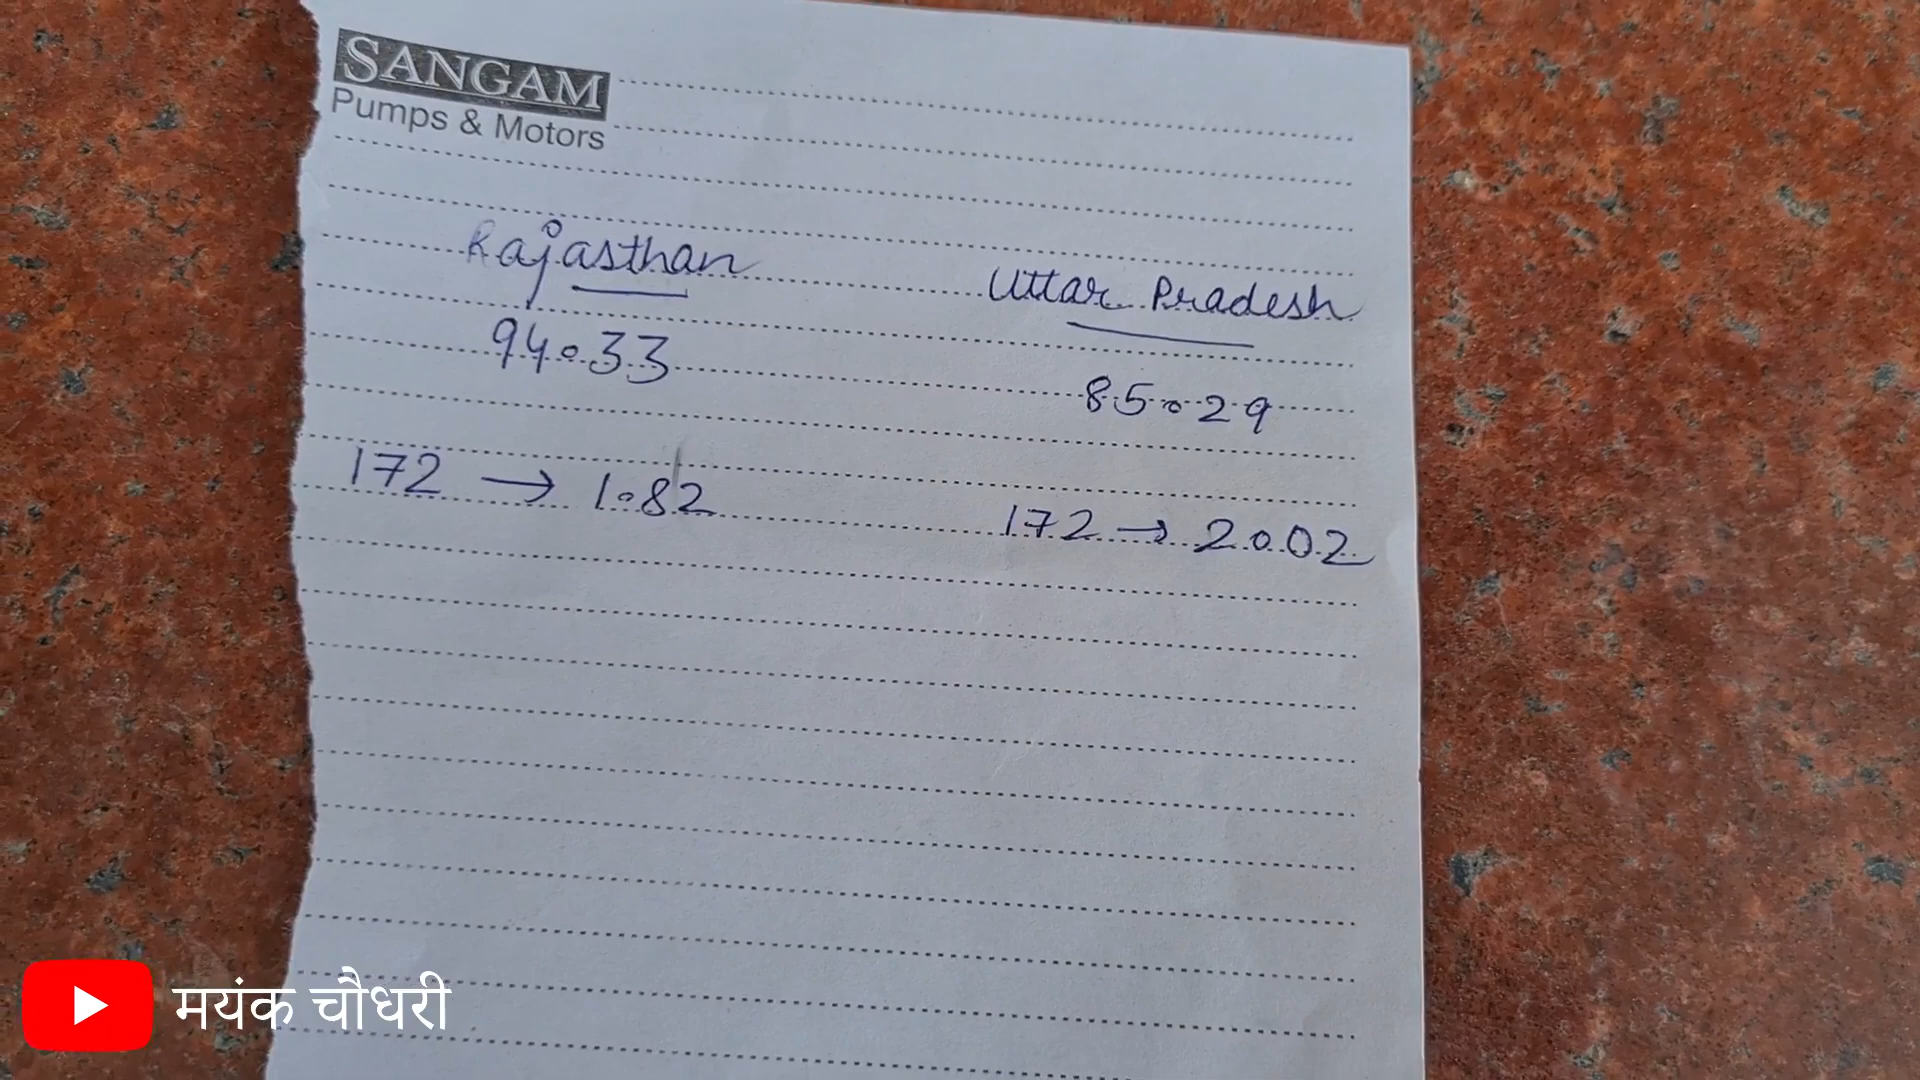 SANGAM
Pumps & Motors
Rajasthan
Uttar Pradesh
94.33
85.29
172 → 1.82
172 → 2.02
मयंक चौधरी